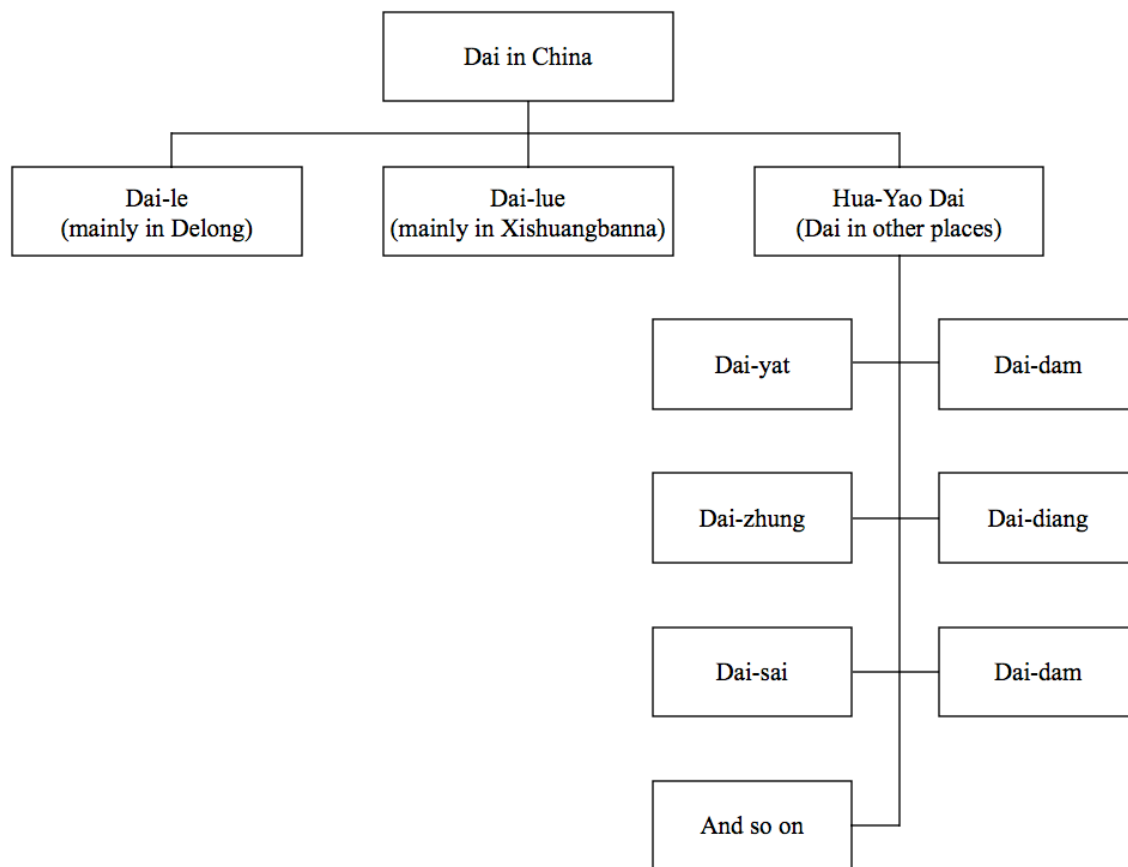 Dai in China
Dai-le
(mainly in Delong)
Dai-lue
(mainly in Xishuangbanna)
Hua-Yao Dai
(Dai in other places)
Dai-yat
Dai-dam
Dai-zhung
Dai-diang
Dai-sai
Dai-dam
And so on